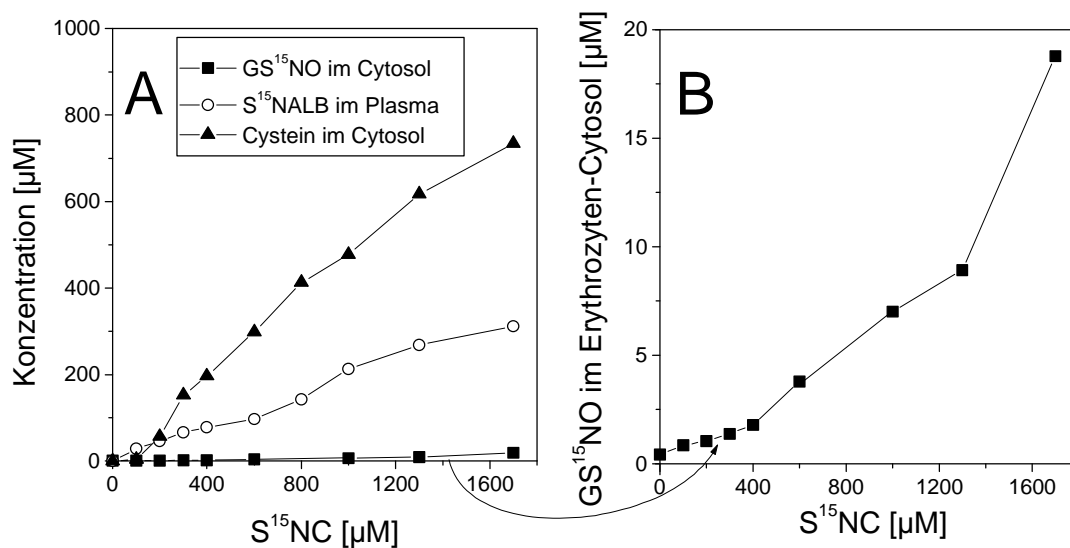 A
GS¹⁵NO im Cytosol
S¹⁵NALB im Plasma
Cystein im Cytosol
Konzentration [µM]
1000
800
600
400
200
0
0 400 800 1200 1600
S¹⁵NC [µM]
B
GS¹⁵NO im Erythrozyten-Cytosol [µM]
20
15
10
5
0
0 400 800 1200 1600
S¹⁵NC [µM]